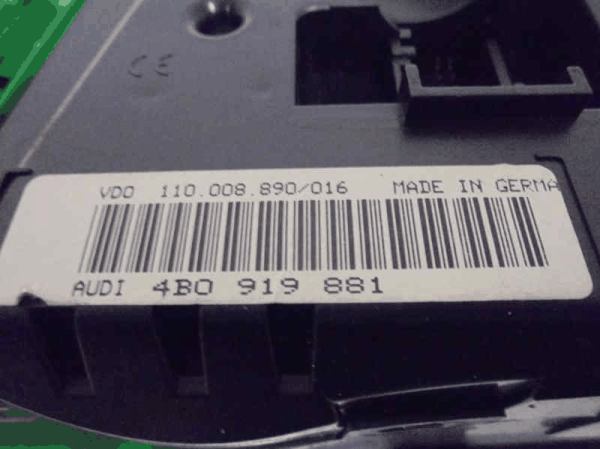 CE
VDO 110.008.890/016 MADE IN GERMA
AUDI 4B0 919 881